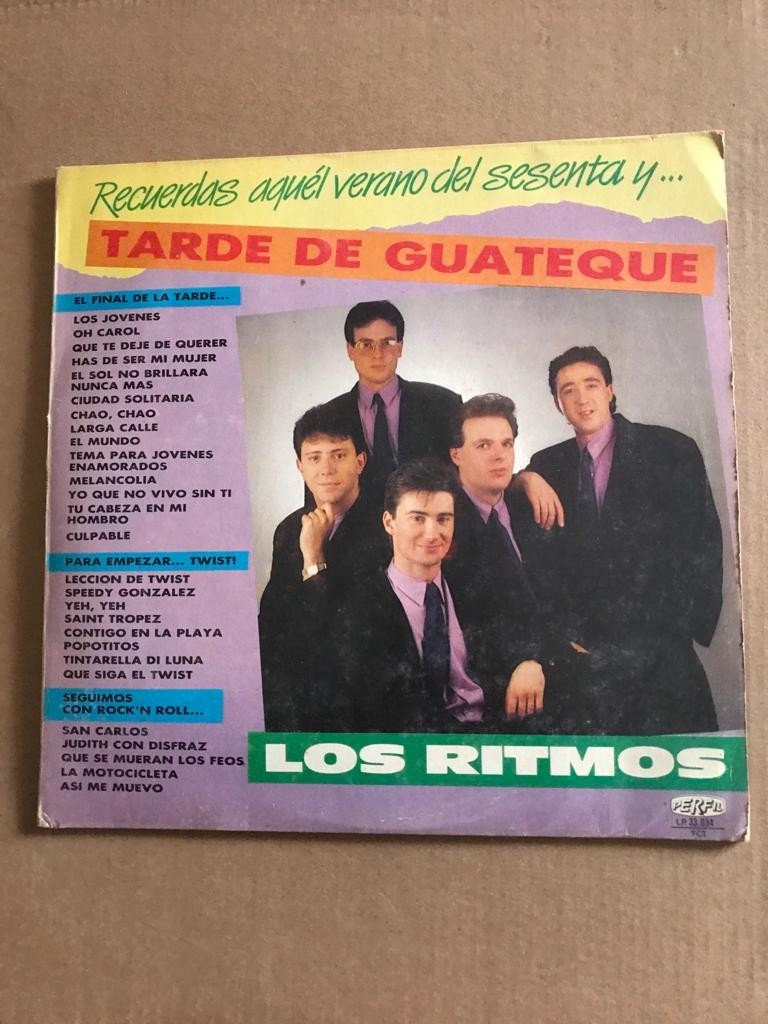 Recuerdas aquél verano del sesenta y...
TARDE DE GUATEQUE
EL FINAL DE LA TARDE...
LOS JOVENES
OH CAROL
QUE TE DEJE DE QUERER
HAS DE SER MI MUJER
EL SOL NO BRILLARA
NUNCA MAS
CIUDAD SOLITARIA
CHAO, CHAO
LARGA CALLE
EL MUNDO
TEMA PARA JOVENES
ENAMORADOS
MELANCOLIA
YO QUE NO VIVO SIN TI
TU CABEZA EN MI
HOMBRO
CULPABLE
PARA EMPEZAR... TWIST!
LECCION DE TWIST
SPEEDY GONZALEZ
YEH, YEH
SAINT TROPEZ
CONTIGO EN LA PLAYA
POPOTITOS
TINTARELLA DI LUNA
QUE SIGA EL TWIST
SEGUIMOS
CON ROCK'N ROLL...
SAN CARLOS
JUDITH CON DISFRAZ
QUE SE MUERAN LOS FEOS
LA MOTOCICLETA
ASI ME MUEVO
LOS RITMOS
PERFIL
LP 33.034